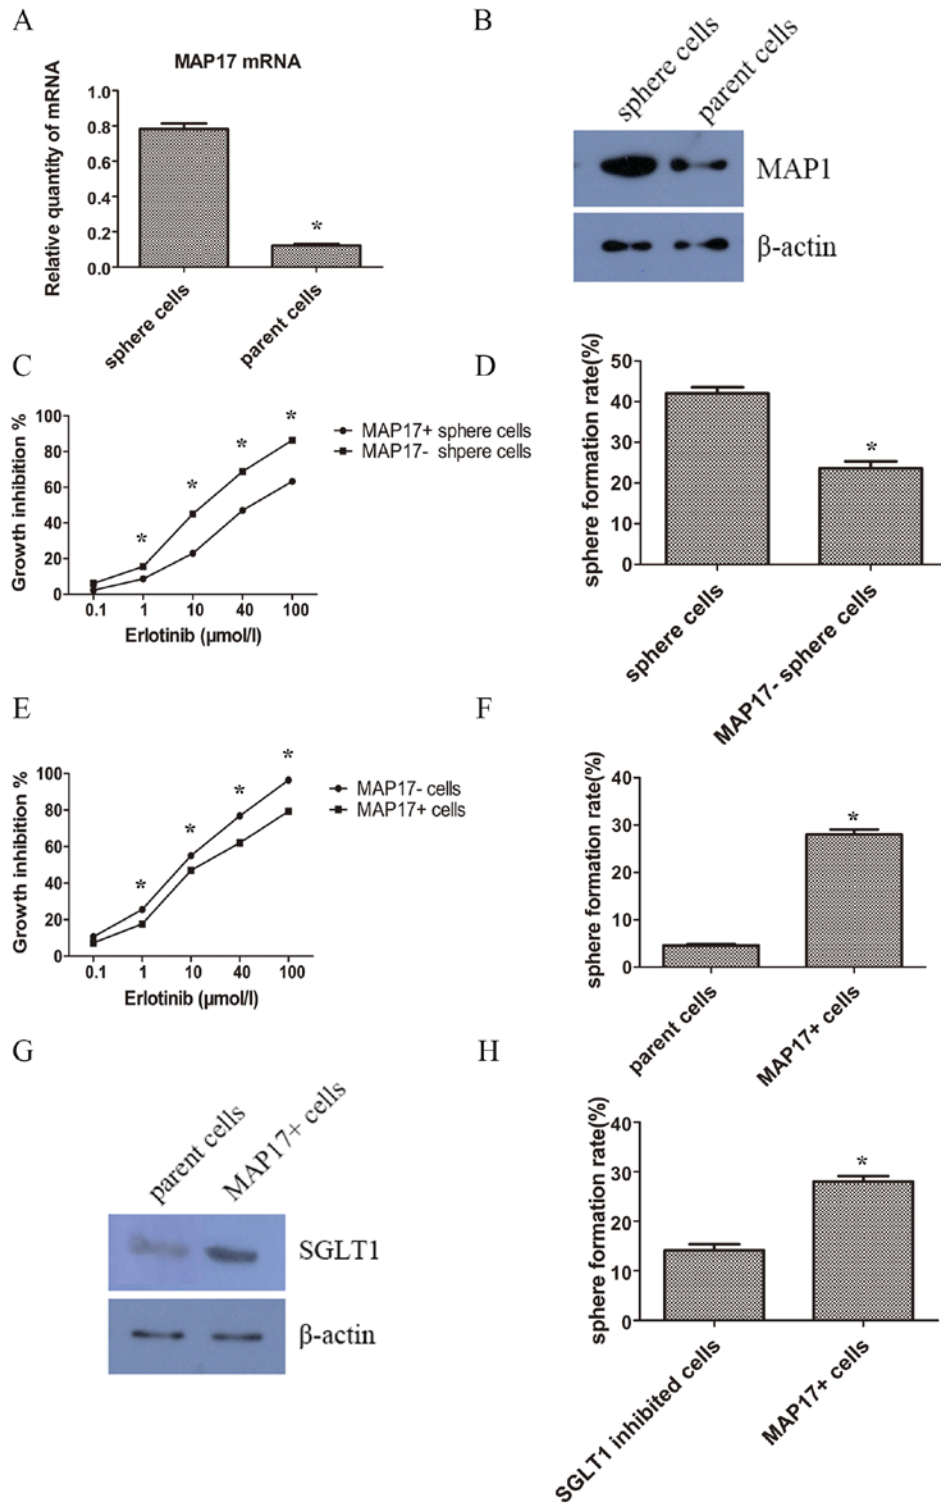 A
MAP17 mRNA
Relative quantity of mRNA
1.0
0.8
0.6
0.4
0.2
0.0
*
sphere cells
parent cells
B
sphere cells
parent cells
MAP1
β-actin
C
Growth inhibition %
100
80
60
40
20
0
* * * *
MAP17+ sphere cells
MAP17- shpere cells
0.1 1 10 40 100
Erlotinib (µmol/l)
D
sphere formation rate(%)
50
40
30
20
10
0
*
sphere cells
MAP17- sphere cells
E
Growth inhibition %
100
80
60
40
20
0
* * * *
MAP17- cells
MAP17+ cells
0.1 1 10 40 100
Erlotinib (µmol/l)
F
sphere formation rate(%)
40
30
20
10
0
*
parent cells
MAP17+ cells
G
parent cells
MAP17+ cells
SGLT1
β-actin
H
sphere formation rate(%)
40
30
20
10
0
*
SGLT1 inhibited cells
MAP17+ cells